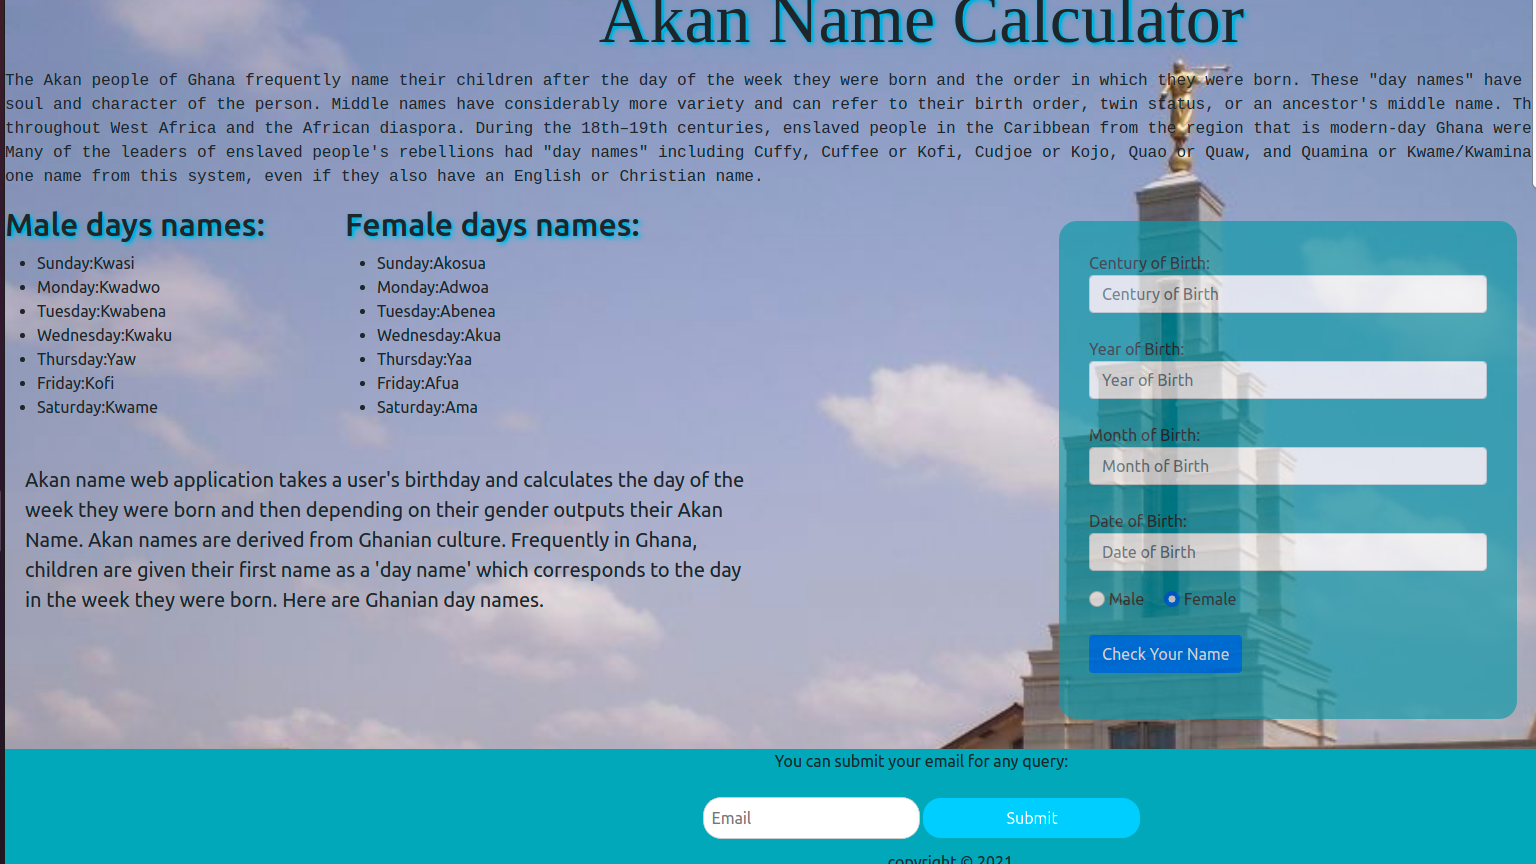 Akan Name Calculator
The Akan people of Ghana frequently name their children after the day of the week they were born and the order in which they were born. These "day names" have
soul and character of the person. Middle names have considerably more variety and can refer to their birth order, twin status, or an ancestor's middle name. Th
throughout West Africa and the African diaspora. During the 18th–19th centuries, enslaved people in the Caribbean from the region that is modern-day Ghana were
Many of the leaders of enslaved people's rebellions had "day names" including Cuffy, Cuffee or Kofi, Cudjoe or Kojo, Quao or Quaw, and Quamina or Kwame/Kwamina
one name from this system, even if they also have an English or Christian name.
Male days names:
Sunday:Kwasi
Monday:Kwadwo
Tuesday:Kwabena
Wednesday:Kwaku
Thursday:Yaw
Friday:Kofi
Saturday:Kwame
Female days names:
Sunday:Akosua
Monday:Adwoa
Tuesday:Abenea
Wednesday:Akua
Thursday:Yaa
Friday:Afua
Saturday:Ama
Akan name web application takes a user's birthday and calculates the day of the
week they were born and then depending on their gender outputs their Akan
Name. Akan names are derived from Ghanian culture. Frequently in Ghana,
children are given their first name as a 'day name' which corresponds to the day
in the week they were born. Here are Ghanian day names.
Century of Birth:
Century of Birth
Year of Birth:
Year of Birth
Month of Birth:
Month of Birth
Date of Birth:
Date of Birth
Male Female
Check Your Name
You can submit your email for any query:
Email Submit
copyright © 2021